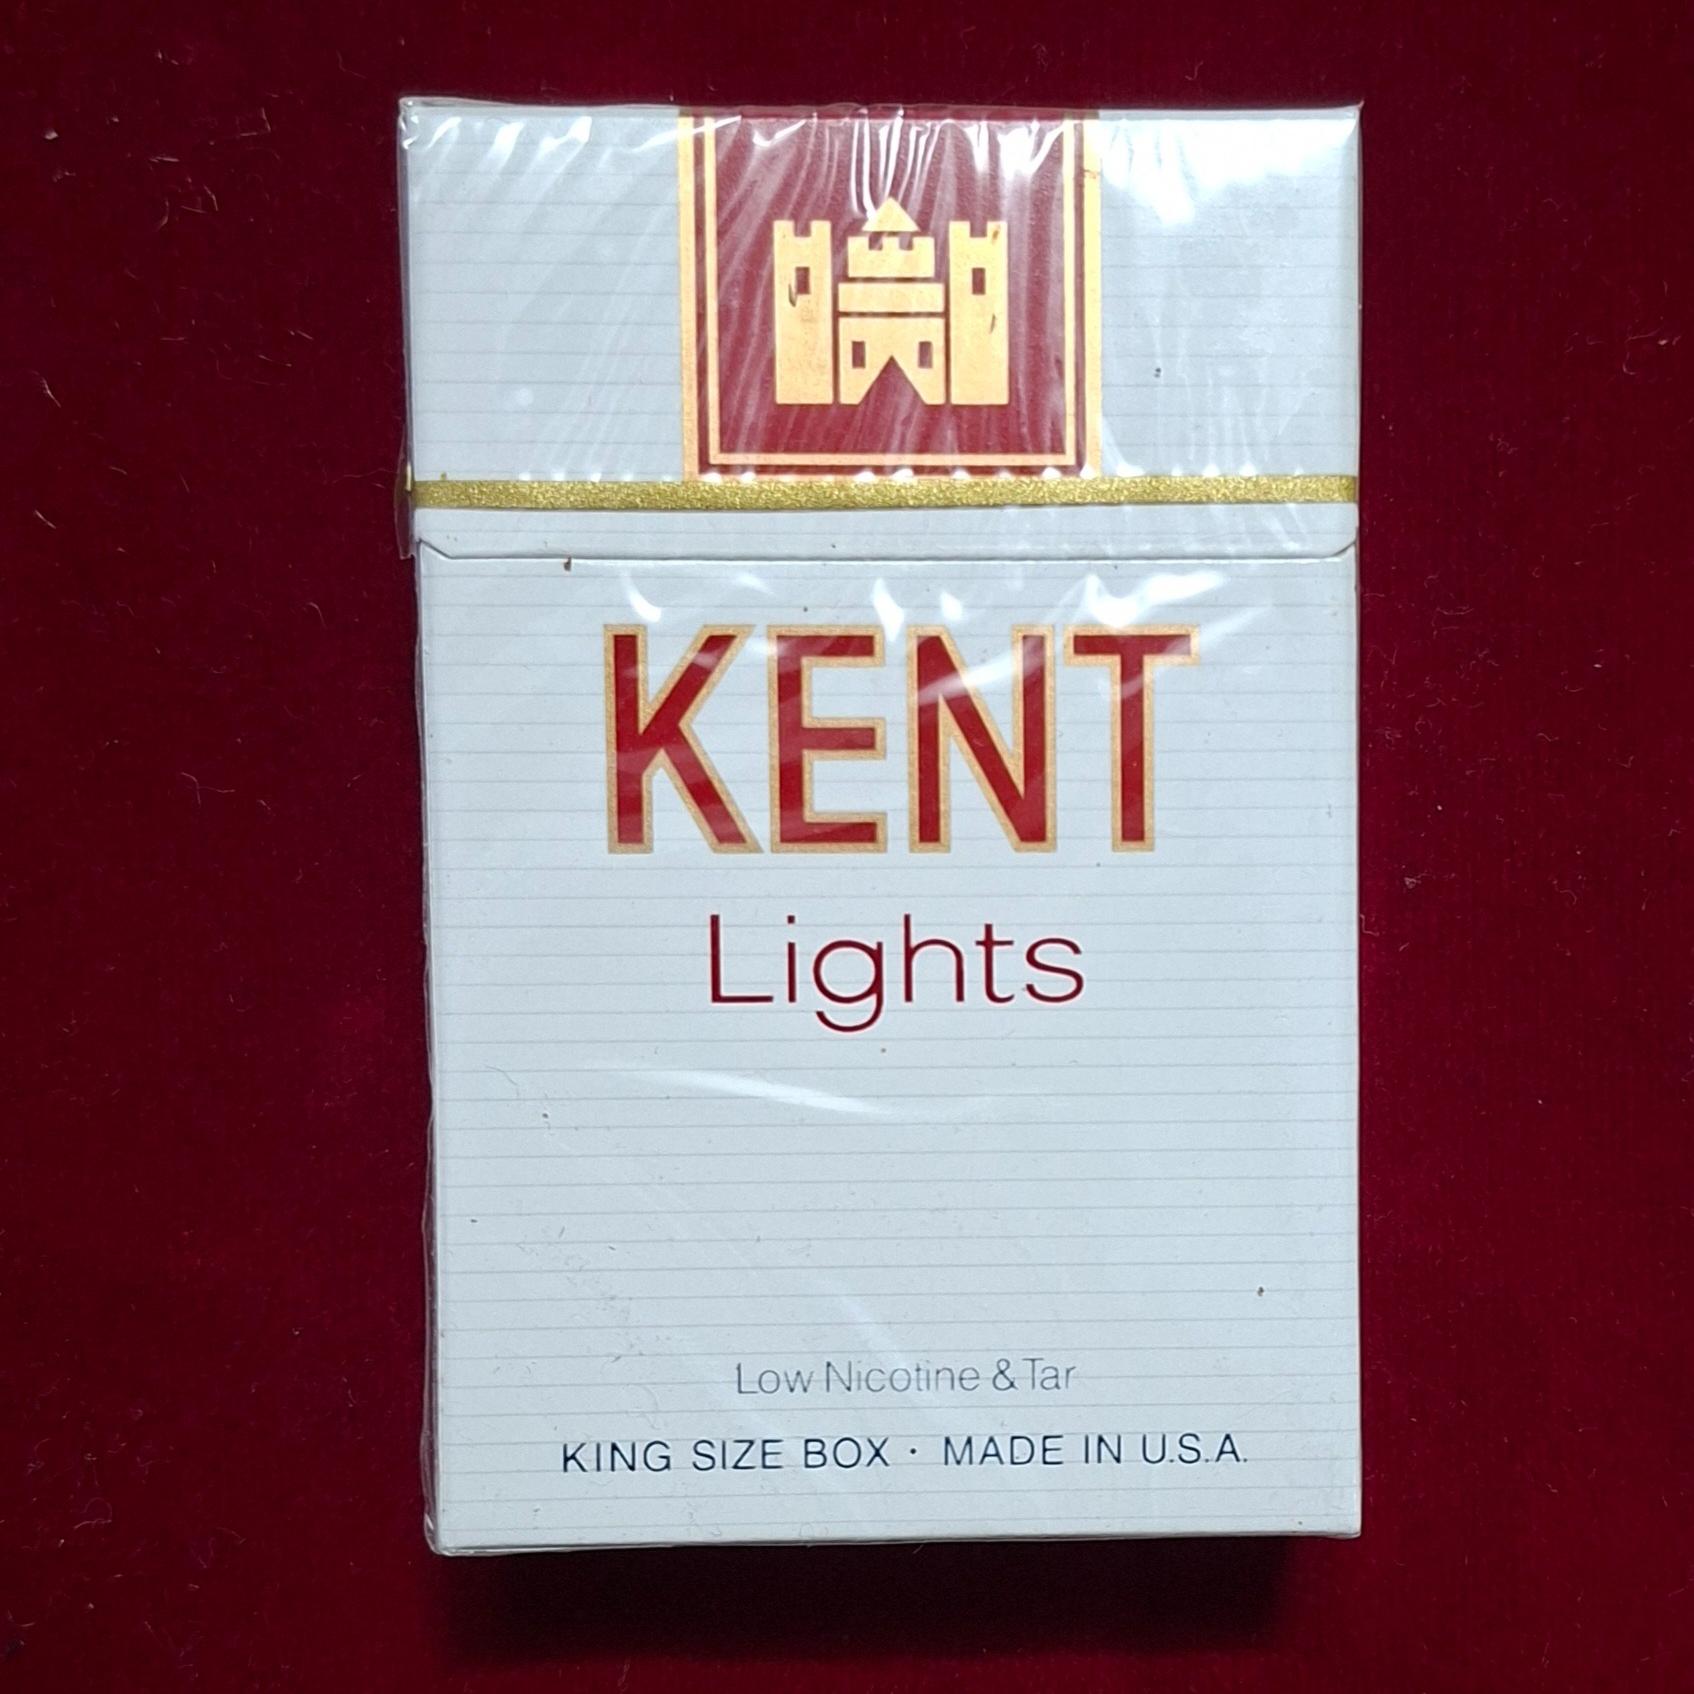 KENT
Lights
Low Nicotine & Tar
KING SIZE BOX · MADE IN U.S.A.